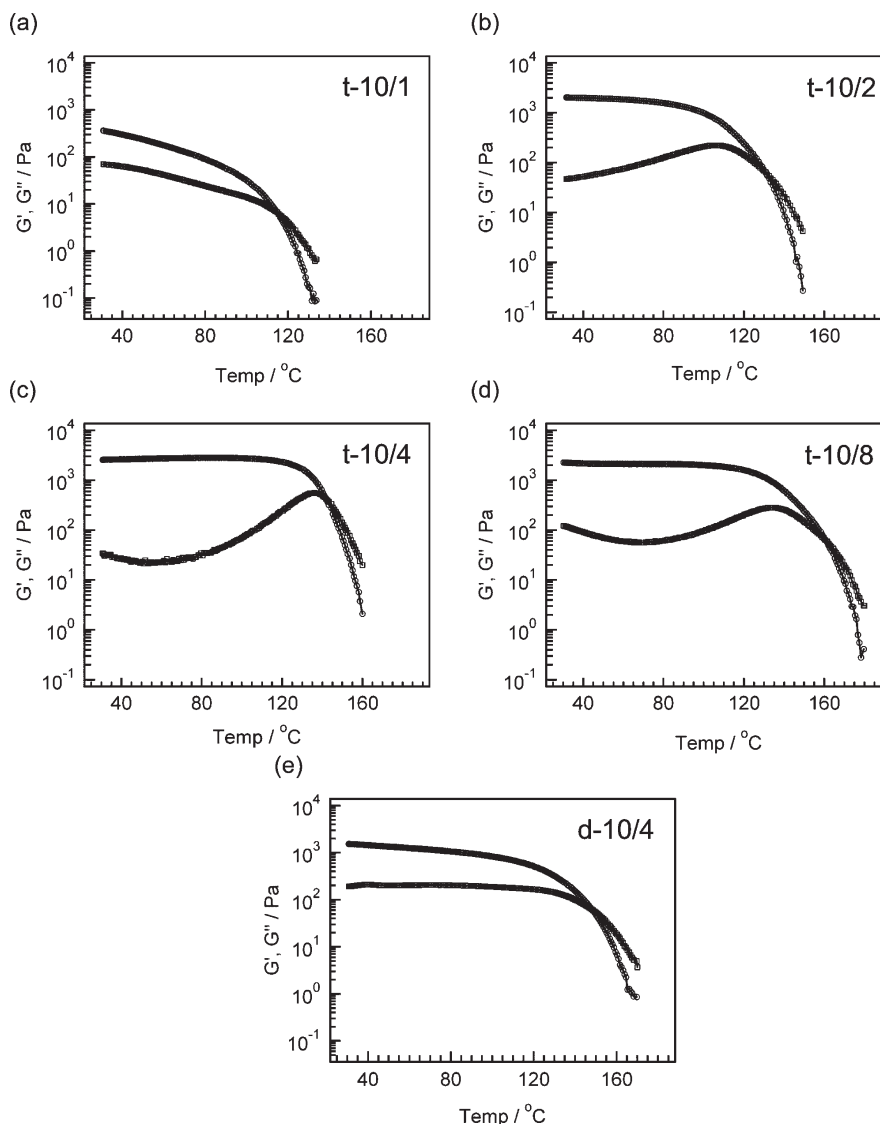 (a)
t-10/1
10^4
10^3
10^2
10^1
10^0
10^-1
G', G" / Pa
40 80 120 160
Temp / °C
(b)
t-10/2
10^4
10^3
10^2
10^1
10^0
10^-1
G', G" / Pa
40 80 120 160
Temp / °C
(c)
t-10/4
10^4
10^3
10^2
10^1
10^0
10^-1
G', G" / Pa
40 80 120 160
Temp / °C
(d)
t-10/8
10^4
10^3
10^2
10^1
10^0
10^-1
G', G" / Pa
40 80 120 160
Temp / °C
(e)
d-10/4
10^4
10^3
10^2
10^1
10^0
10^-1
G', G" / Pa
40 80 120 160
Temp / °C